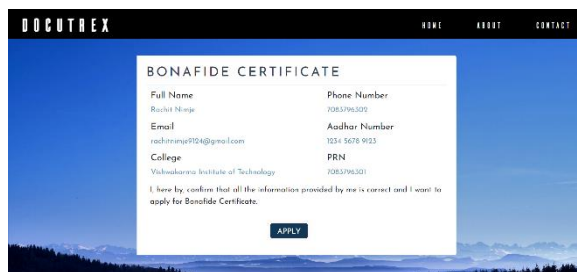 DOCUTREX
HOME ABOUT CONTACT
BONAFIDE CERTIFICATE
Full Name Phone Number
Rachit Nimje 7083796302
Email Aadhar Number
rachitnimje9124@gmail.com 1234 5678 9123
College PRN
Vishwakarma Institute of Technology 7083796301
I, here by, confirm that all the information provided by me is correct and I want to
apply for Bonafide Certificate.
APPLY